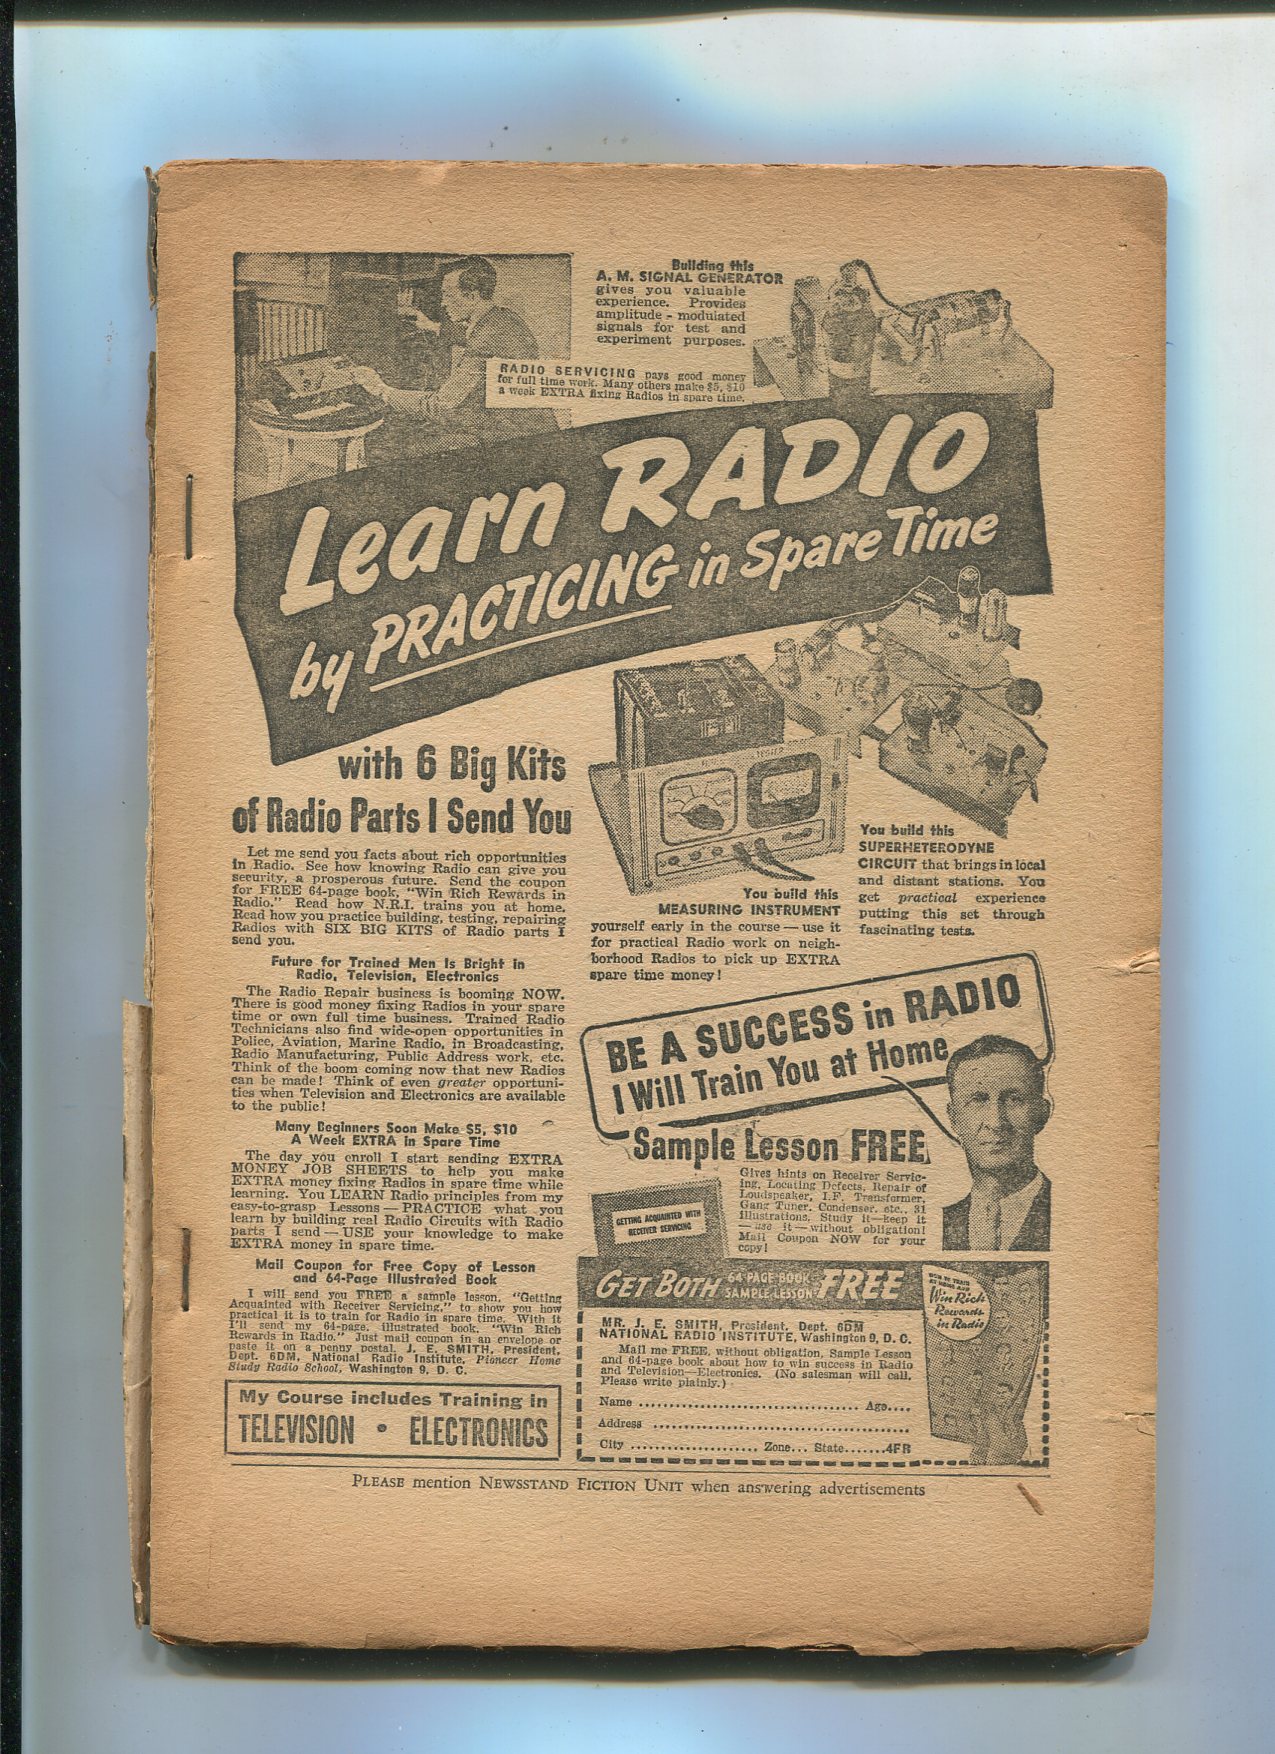 Building this
A. M. SIGNAL GENERATOR
gives you valuable
experience. Provides
amplitude - modulated
signals for test and
experiment purposes.
RADIO SERVICING pays good money
for full time work. Many others make $5, $10
a week EXTRA fixing Radios in spare time.
Learn RADIO
by PRACTICING in Spare Time
with 6 Big Kits
of Radio Parts I Send You
Let me send you facts about rich opportunities
in Radio. See how knowing Radio can give you
security, a prosperous future. Send the coupon
for FREE 64-page book, "Win Rich Rewards in
Radio." Read how N.R.I. trains you at home.
Read how you practice building, testing, repairing
Radios with SIX BIG KITS of Radio parts I
send you.
Future for Trained Men Is Bright in
Radio, Television, Electronics
The Radio Repair business is booming NOW.
There is good money fixing Radios in your spare
time or own full time business. Trained Radio
Technicians also find wide-open opportunities in
Police, Aviation, Marine Radio, in Broadcasting,
Radio Manufacturing, Public Address work, etc.
Think of the boom coming now that new Radios
can be made! Think of even greater opportuni-
ties when Television and Electronics are available
to the public!
Many Beginners Soon Make $5, $10
A Week EXTRA in Spare Time
The day you enroll I start sending EXTRA
MONEY JOB SHEETS to help you make
EXTRA money fixing Radios in spare time while
learning. You LEARN Radio principles from my
easy-to-grasp Lessons — PRACTICE what you
learn by building real Radio Circuits with Radio
parts I send — USE your knowledge to make
EXTRA money in spare time.
Mail Coupon for Free Copy of Lesson
and 64-Page Illustrated Book
I will send you FREE a sample lesson, "Getting
Acquainted with Receiver Servicing," to show you how
practical it is to train for Radio in spare time. With it
I'll send my 64-page, illustrated book, "Win Rich
Rewards in Radio." Just mail coupon in an envelope or
paste it on a penny postal. J. E. SMITH, President,
Dept. 6DM, National Radio Institute, Pioneer Home
Study Radio School, Washington 9, D. C.
My Course includes Training in
TELEVISION • ELECTRONICS
TESTER
You build this
MEASURING INSTRUMENT
yourself early in the course — use it
for practical Radio work on neigh-
borhood Radios to pick up EXTRA
spare time money!
You build this
SUPERHETERODYNE
CIRCUIT that brings in local
and distant stations. You
get practical experience
putting this set through
fascinating tests.
BE A SUCCESS in RADIO
I Will Train You at Home
Sample Lesson FREE
Gives hints on Receiver Servic-
ing, Locating Defects, Repair of
Loudspeaker, I.F. Transformer,
Gang Tuner, Condenser, etc., 31
illustrations. Study it—keep it
—use it—without obligation!
Mail Coupon NOW for your
copy!
GETTING ACQUAINTED WITH
RECEIVER SERVICING
GET BOTH 64 PAGE BOOK SAMPLE LESSON FREE
MR. J. E. SMITH, President, Dept. 6DM
NATIONAL RADIO INSTITUTE, Washington 9, D. C.
Mail me FREE, without obligation, Sample Lesson
and 64-page book about how to win success in Radio
and Television—Electronics. (No salesman will call.
Please write plainly.)
Name ........................................ Age....
Address ...............................................
City ....................... Zone... State.......4FR
Win Rich
Rewards
in Radio
PLEASE mention NEWSSTAND FICTION UNIT when answering advertisements